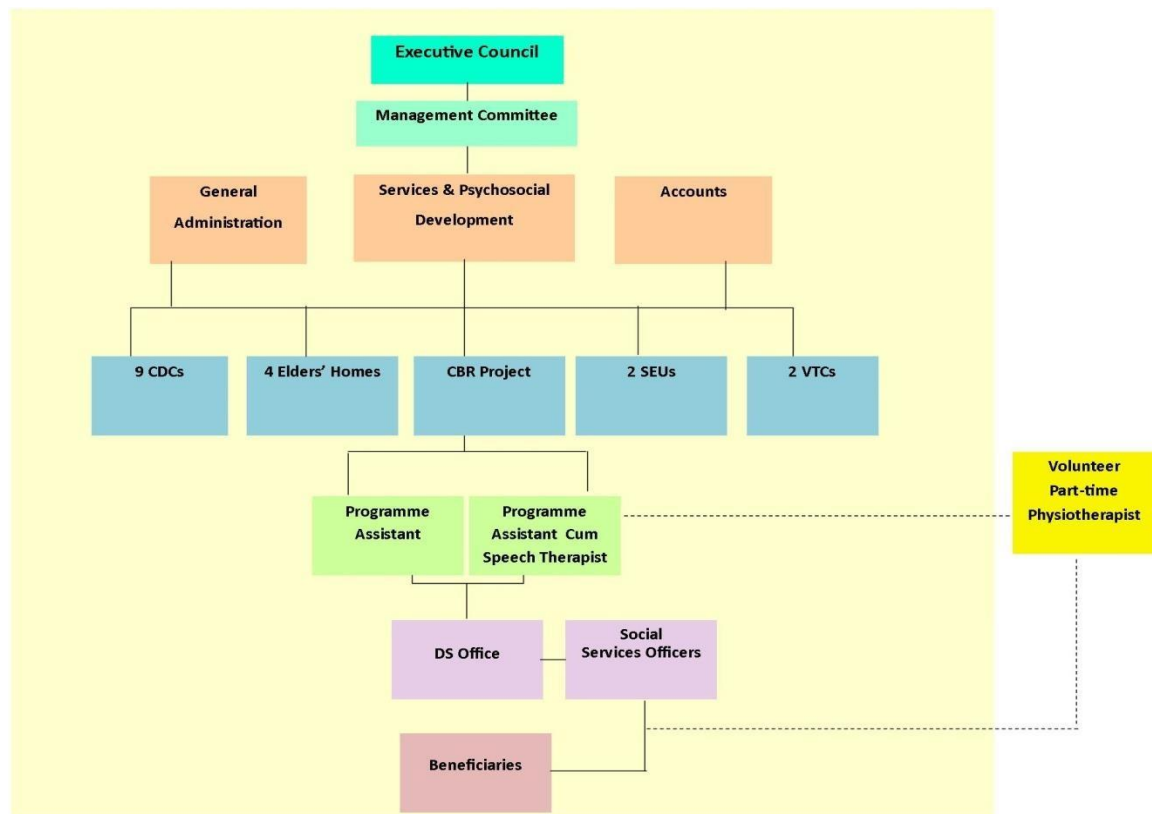 Executive Council
Management Committee
General
Administration
Services & Psychosocial
Development
Accounts
9 CDCs
4 Elders’ Homes
CBR Project
2 SEUs
2 VTCs
Programme
Assistant
Programme
Assistant Cum
Speech Therapist
Volunteer
Part-time
Physiotherapist
DS Office
Social
Services Officers
Beneficiaries